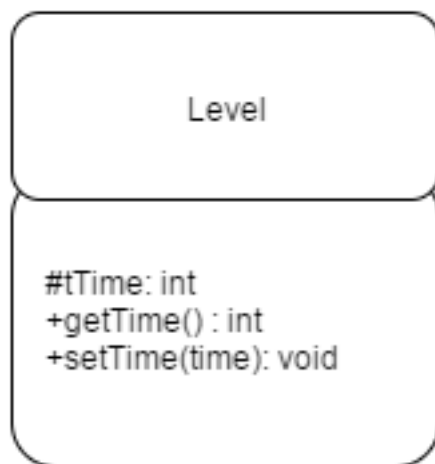 Level
#tTime: int
+getTime() : int
+setTime(time): void